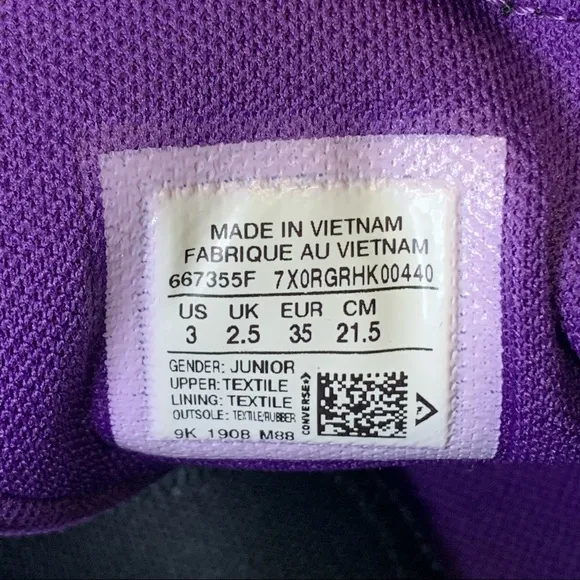 MADE IN VIETNAM
FABRIQUE AU VIETNAM
667355F 7X0RGRHK00440
US UK EUR CM
3 2.5 35 21.5
GENDER: JUNIOR
UPPER: TEXTILE
LINING: TEXTILE
OUTSOLE: TEXTILE/RUBBER
CONVERSE
9K 1908 M88